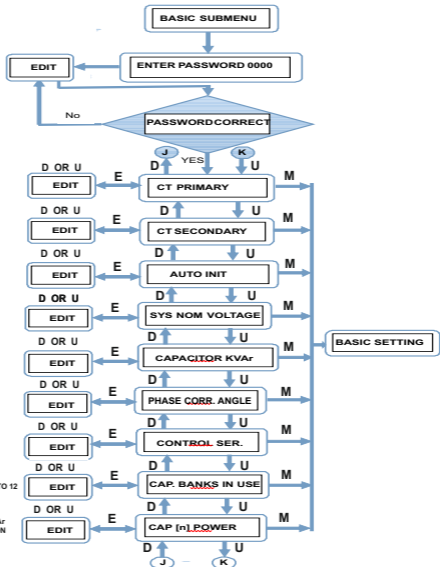 BASIC SUBMENU
EDIT
ENTER PASSWORD 0000
No
PASSWORD CORRECT
J
YES
K
D
U
D OR U
EDIT
E
CT PRIMARY
M
D
U
D OR U
EDIT
E
CT SECONDARY
M
D
U
D OR U
EDIT
E
AUTO INIT
M
D
U
D OR U
EDIT
E
SYS NOM VOLTAGE
M
BASIC SETTING
D
U
D OR U
EDIT
E
CAPACITOR KVAr
M
D
U
D OR U
EDIT
E
PHASE CORR. ANGLE
M
D
U
D OR U
EDIT
E
CONTROL SER.
M
D
U
D OR U
TO 12
EDIT
E
CAP. BANKS IN USE
M
D
U
D OR U
EDIT
E
CAP [n] POWER
M
D
U
J
K